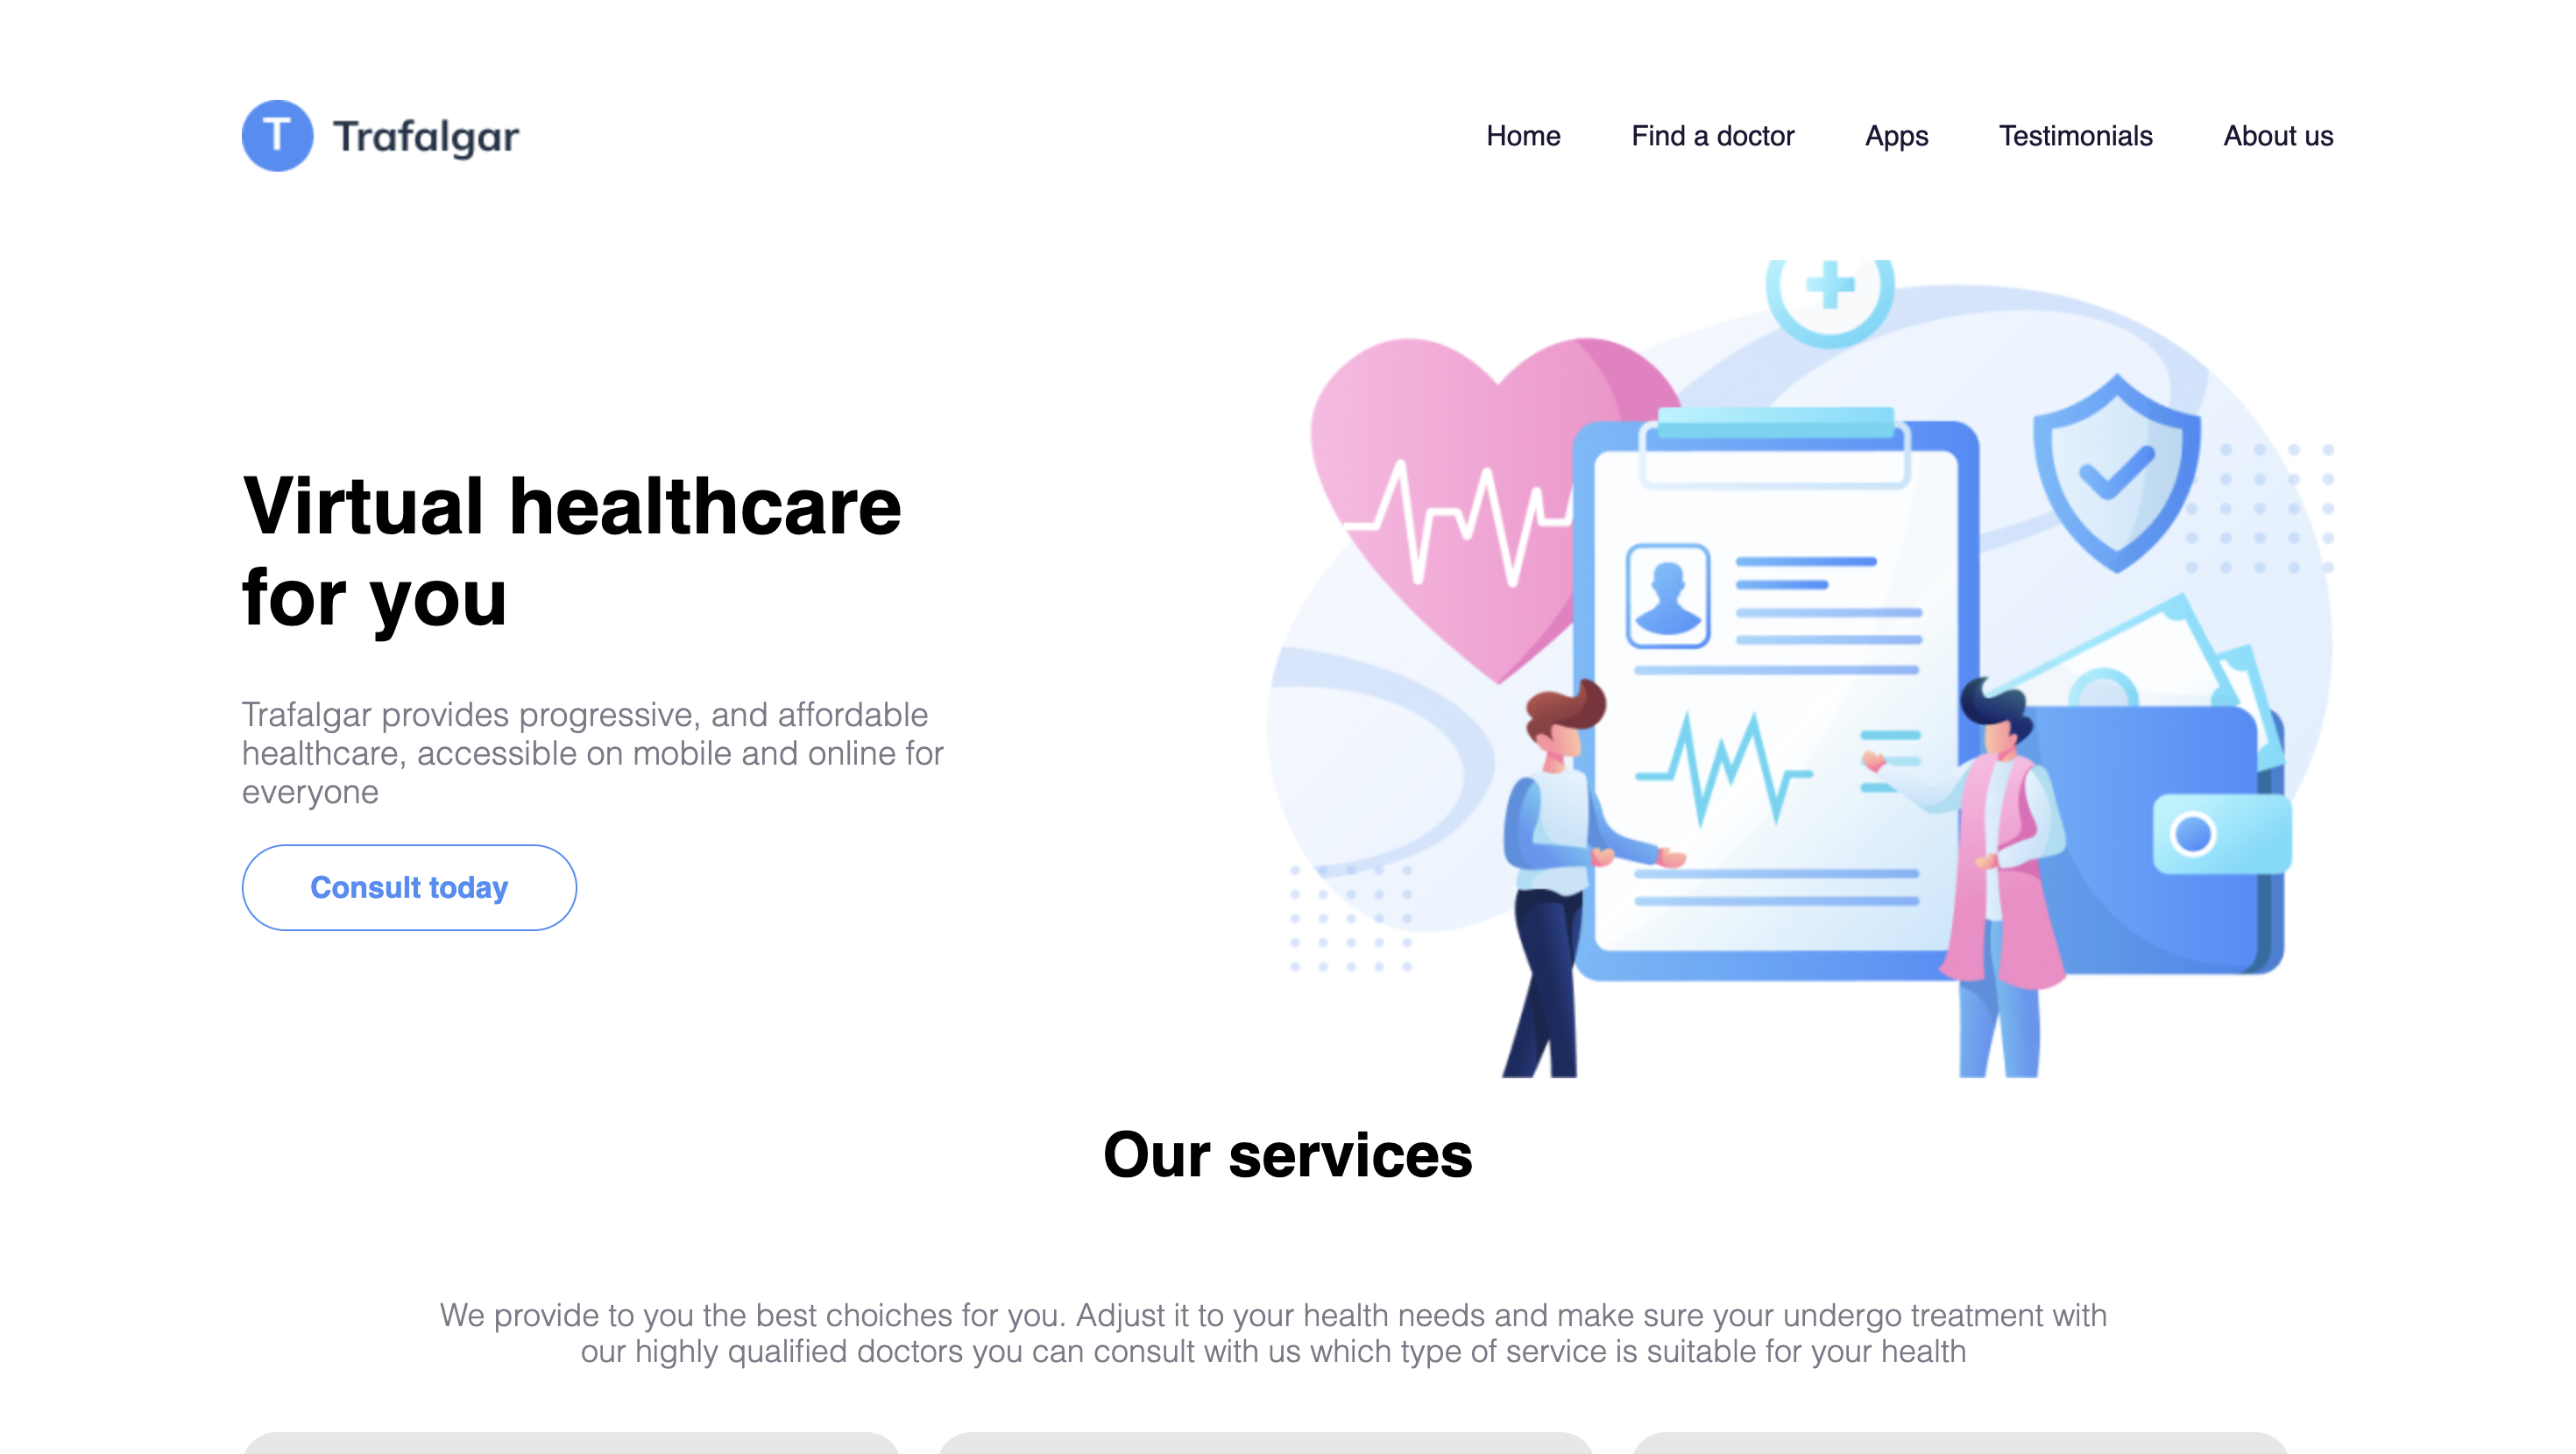 T Trafalgar
Home Find a doctor Apps Testimonials About us
Virtual healthcare
for you
Trafalgar provides progressive, and affordable
healthcare, accessible on mobile and online for
everyone
Consult today
Our services
We provide to you the best choiches for you. Adjust it to your health needs and make sure your undergo treatment with
our highly qualified doctors you can consult with us which type of service is suitable for your health